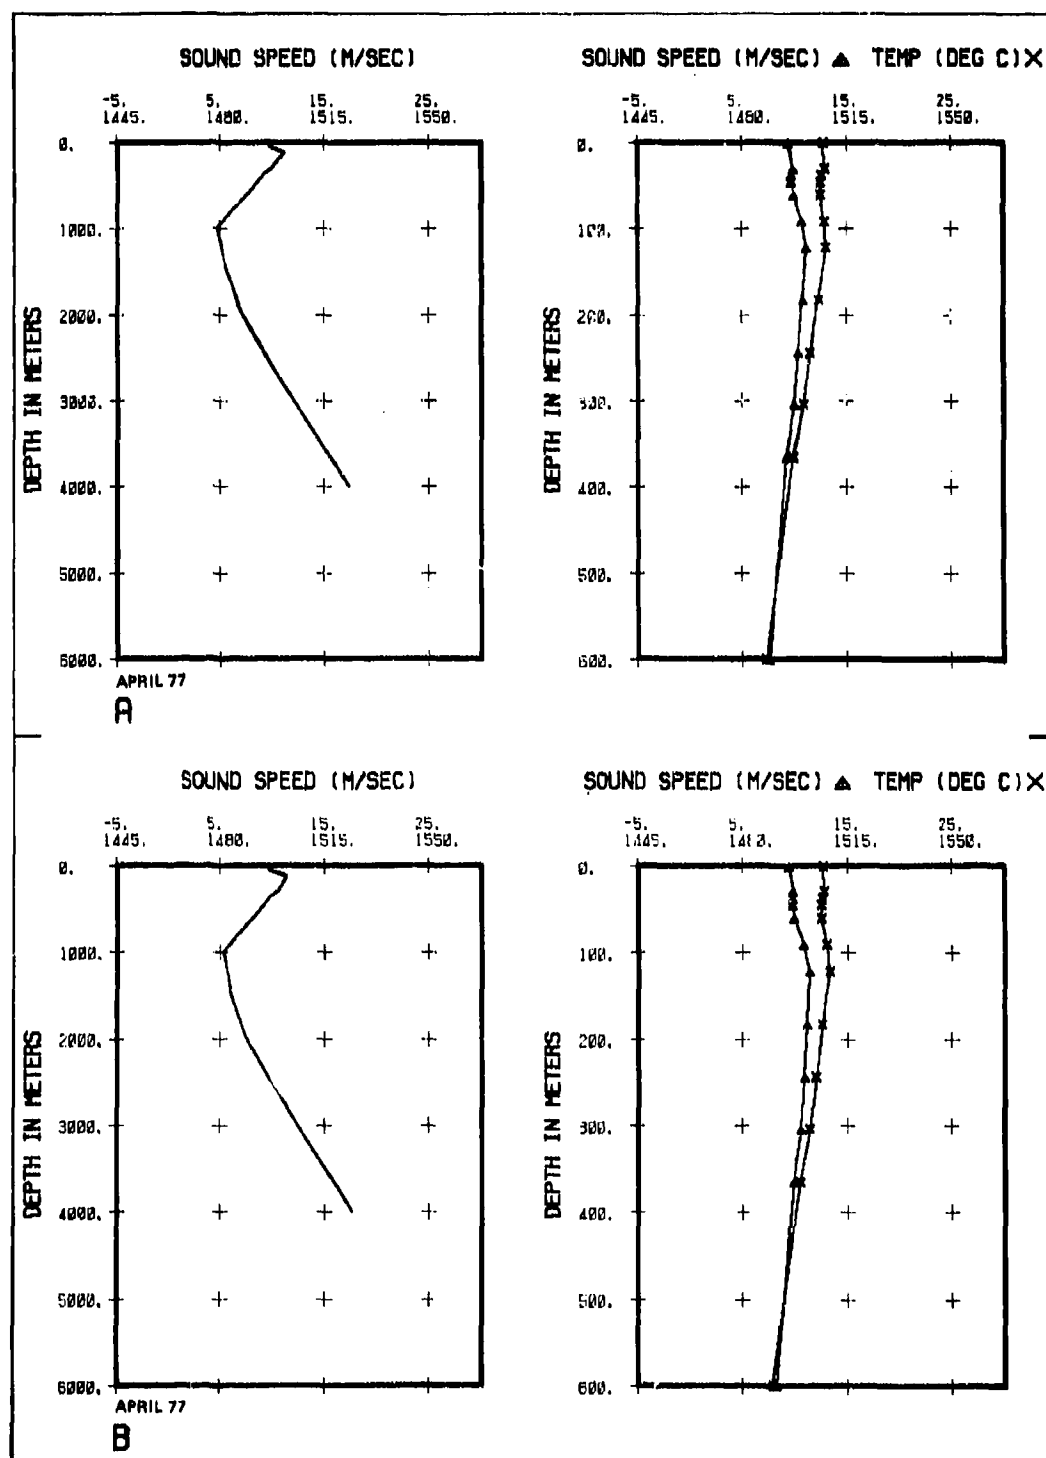 SOUND SPEED (M/SEC)
SOUND SPEED (M/SEC) TEMP (DEG C)
-5. 5. 15. 25.
1445. 1480. 1515. 1550.
-5. 5. 15. 25.
1445. 1480. 1515. 1550.
DEPTH IN METERS
0.
1000.
2000.
3000.
4000.
5000.
6000.
DEPTH IN METERS
0.
100.
200.
300.
400.
500.
600.
APRIL 77
A
SOUND SPEED (M/SEC)
SOUND SPEED (M/SEC) TEMP (DEG C)
-5. 5. 15. 25.
1445. 1480. 1515. 1550.
-5. 5. 15. 25.
1445. 1480. 1515. 1550.
DEPTH IN METERS
0.
1000.
2000.
3000.
4000.
5000.
6000.
DEPTH IN METERS
0.
100.
200.
300.
400.
500.
600.
APRIL 77
B